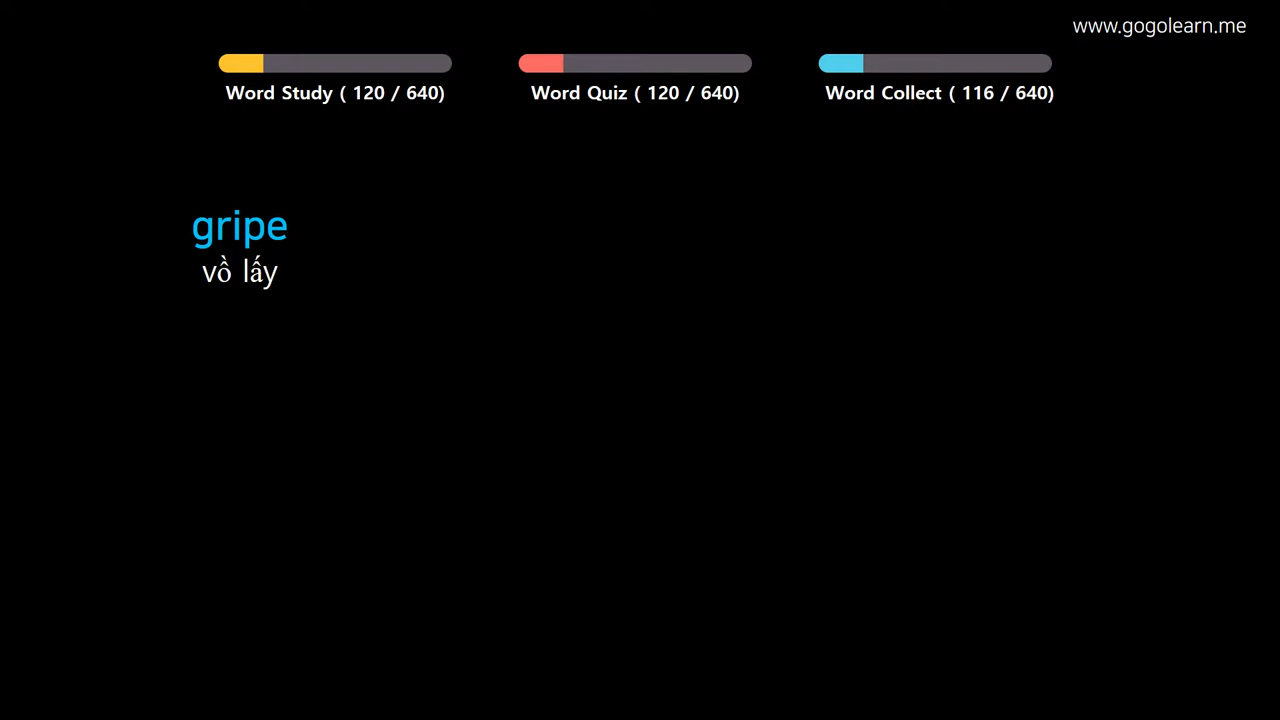 www.gogolearn.me
Word Study ( 120 / 640)
Word Quiz ( 120 / 640)
Word Collect ( 116 / 640)
gripe
vồ lấy